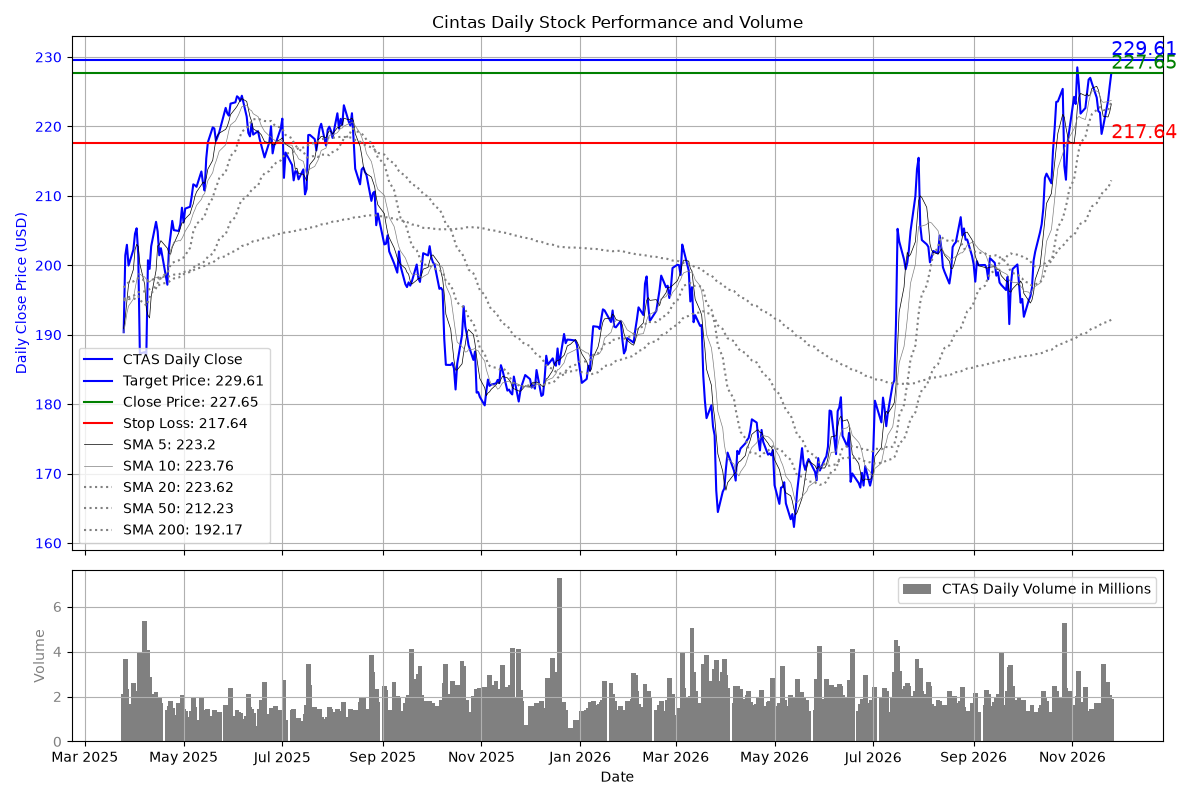 Cintas Daily Stock Performance and Volume
229.61
227.65
217.64
230
220
210
200
190
180
170
160
Daily Close Price (USD)
CTAS Daily Close
Target Price: 229.61
Close Price: 227.65
Stop Loss: 217.64
SMA 5: 223.2
SMA 10: 223.76
SMA 20: 223.62
SMA 50: 212.23
SMA 200: 192.17
CTAS Daily Volume in Millions
6
4
2
0
Volume
Mar 2025 May 2025 Jul 2025 Sep 2025 Nov 2025 Jan 2026 Mar 2026 May 2026 Jul 2026 Sep 2026 Nov 2026
Date